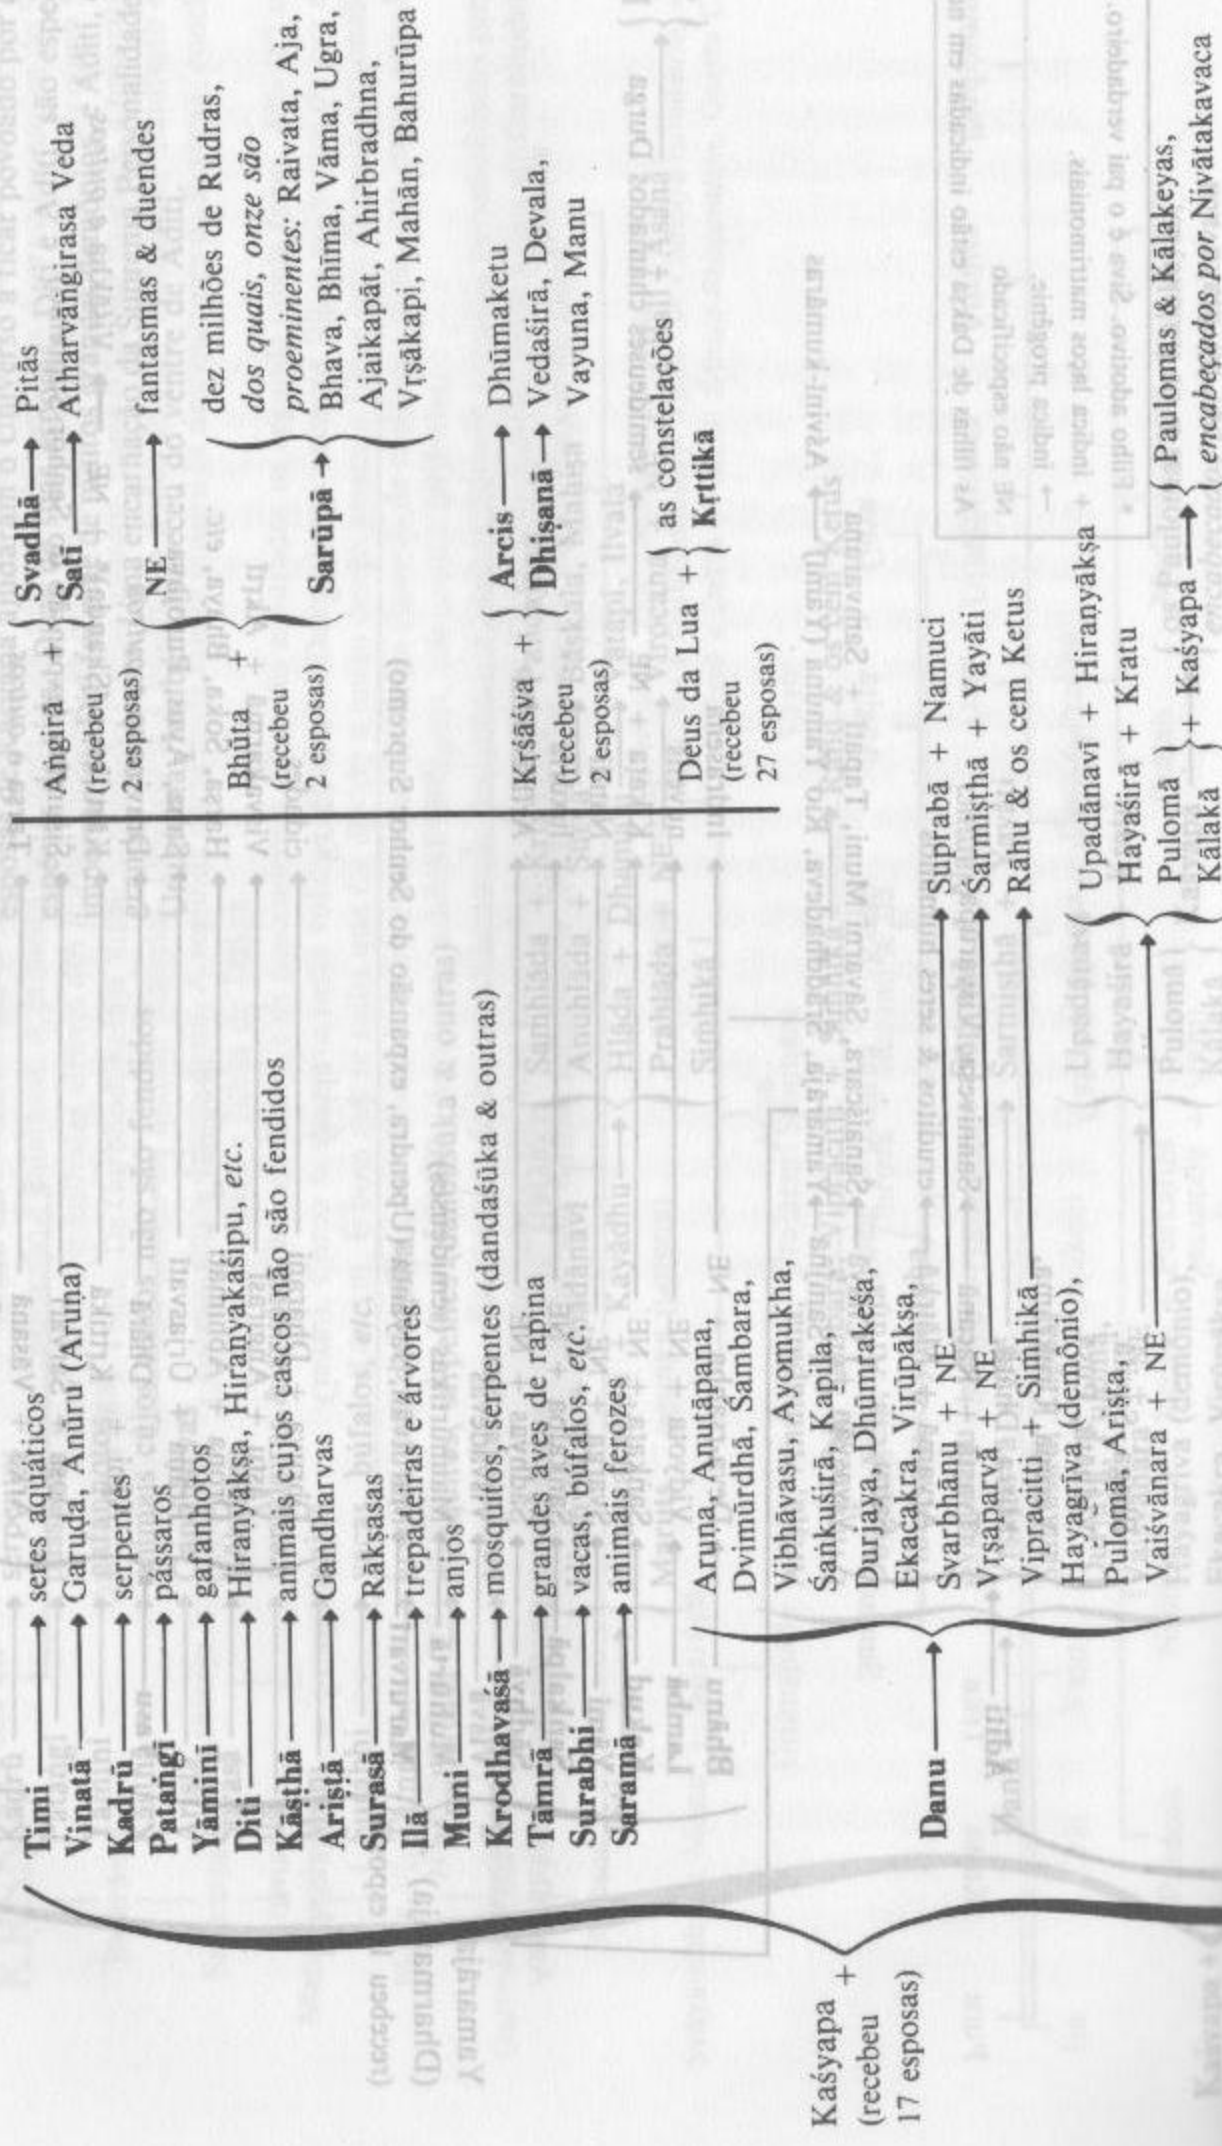 Kaśyapa +
(recebeu
17 esposas)
Timi → seres aquáticos
Vinatā → Garuḍa, Anūru (Aruṇa)
Kadrū → serpentes
Pataṅgī → pássaros
Yāminī → gafanhotos
Diti → Hiraṇyākṣa, Hiraṇyakaśipu, etc.
Kāṣṭhā → animais cujos cascos não são fendidos
Ariṣṭā → Gandharvas
Surasā → Rākṣasas
Ilā → trepadeiras e árvores
Muni → anjos
Krodhavaśā → mosquitos, serpentes (dandaśūka & outras)
Tāmrā → grandes aves de rapina
Surabhi → vacas, búfalos, etc.
Saramā → animais ferozes
Danu →
Aruṇa, Anutāpana,
Dvimūrdhā, Śambara,
Vibhāvasu, Ayomukha,
Śaṅkuśirā, Kapila,
Durjaya, Dhūmrakeśa,
Ekacakra, Virūpākṣa,
Svarbhānu + NE → Suprabā + Namuci
Vṛṣaparvā + NE → Śarmiṣṭhā + Yayāti
Vipracitti + Siṁhikā → Rāhu & os cem Ketus
Hayagrīva (demônio),
Pulomā, Ariṣṭa,
Vaiśvānara + NE →
Upadānavī + Hiraṇyākṣa
Hayaśirā + Kratu
Pulomā
Kālakā
+ Kaśyapa →
Paulomas & Kālakeyas,
encabeçados por Nivātakavaca
Aṅgirā +
(recebeu
2 esposas)
Svadhā → Pitās
Satī → Atharvāṅgirasa Veda
Bhūta +
(recebeu
2 esposas)
NE → fantasmas & duendes
Sarūpā →
dez milhões de Rudras,
dos quais, onze são
proeminentes: Raivata, Aja,
Bhava, Bhīma, Vāma, Ugra,
Ajaikapāt, Ahirbradhna,
Vṛṣākapi, Mahān, Bahurūpa
Kṛśāśva +
(recebeu
2 esposas)
Arcis → Dhūmaketu
Dhiṣaṇā → Vedaśirā, Devala,
Vayuna, Manu
Deus da Lua +
(recebeu
27 esposas)
as constelações
Kṛttikā